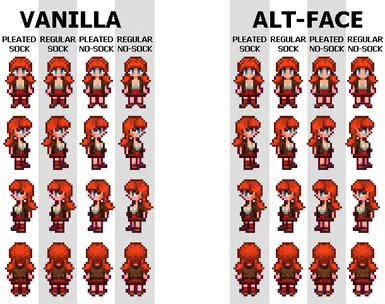 VANILLA
PLEATED SOCK
REGULAR SOCK
PLEATED NO-SOCK
REGULAR NO-SOCK
ALT-FACE
PLEATED SOCK
REGULAR SOCK
PLEATED NO-SOCK
REGULAR NO-SOCK